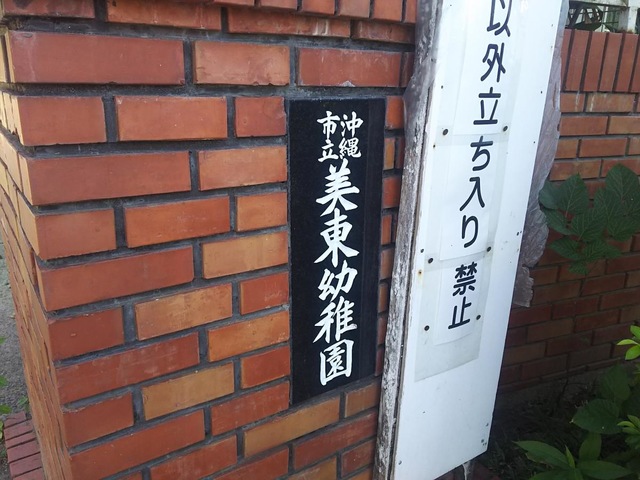 沖縄
市立
美東幼稚園
以外立ち入り禁止